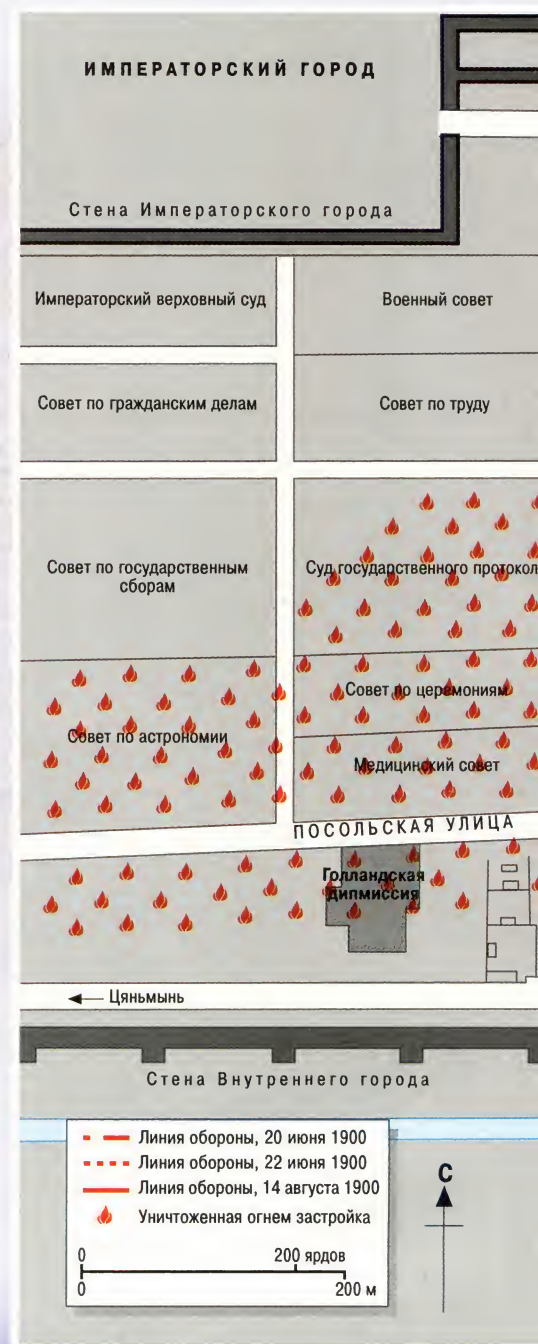 ИМПЕРАТОРСКИЙ ГОРОД
Стена Императорского города
Императорский верховный суд
Военный совет
Совет по гражданским делам
Совет по труду
Совет по государственным
сборам
Суд государственного протокол
Совет по церемониям
Совет по астрономии
Медицинский совет
ПОСОЛЬСКАЯ УЛИЦА
Голландская
дипмиссия
Цяньмынь
Стена Внутреннего города
Линия обороны, 20 июня 1900
Линия обороны, 22 июня 1900
Линия обороны, 14 августа 1900
Уничтоженная огнем застройка
0 200 ярдов
0 200 м
С